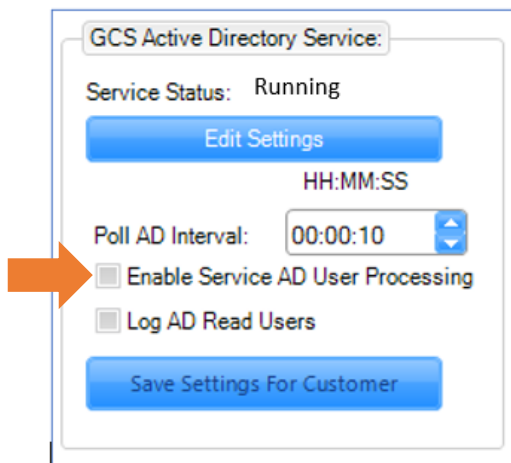 GCS Active Directory Service:
Service Status: Running
Edit Settings
HH:MM:SS
Poll AD Interval: 00:00:10
Enable Service AD User Processing
Log AD Read Users
Save Settings For Customer